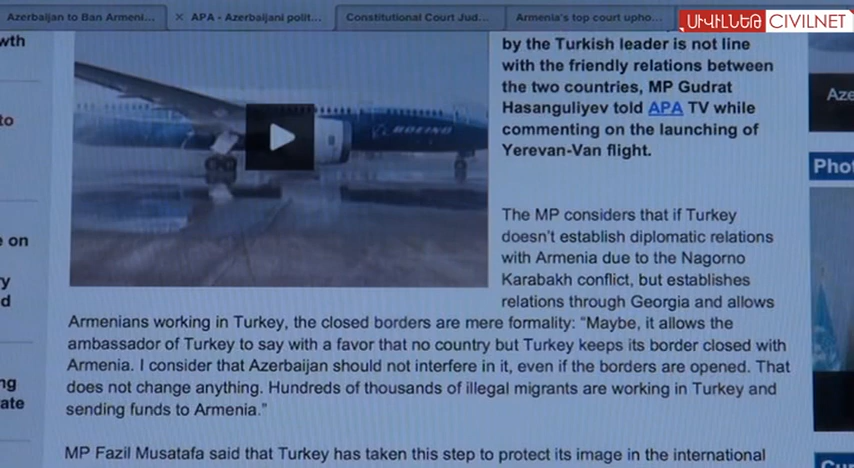 Azerbaijan to Ban Armeni...
× APA - Azerbaijani polit...
Constitutional Court Jud...
Armenia's top court upho...
ՍԻՎԻԼՆԵԹ CIVILNET
wth
to
e on
ry
d
ng
ate
BOEING
by the Turkish leader is not line
with the friendly relations between
the two countries, MP Gudrat
Hasanguliyev told APA TV while
commenting on the launching of
Yerevan-Van flight.
The MP considers that if Turkey
doesn't establish diplomatic relations
with Armenia due to the Nagorno
Karabakh conflict, but establishes
relations through Georgia and allows
Armenians working in Turkey, the closed borders are mere formality: “Maybe, it allows the
ambassador of Turkey to say with a favor that no country but Turkey keeps its border closed with
Armenia. I consider that Azerbaijan should not interfere in it, even if the borders are opened. That
does not change anything. Hundreds of thousands of illegal migrants are working in Turkey and
sending funds to Armenia.”
MP Fazil Musatafa said that Turkey has taken this step to protect its image in the international
Aze
Phot